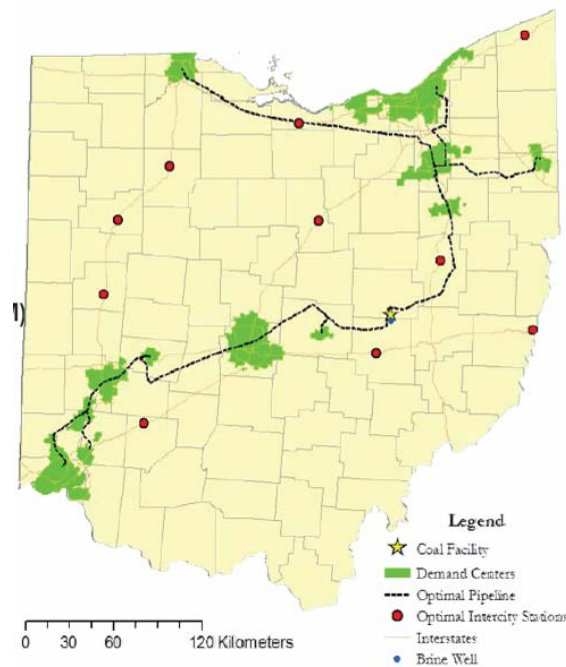 M)
Legend
Coal Facility
Demand Centers
Optimal Pipeline
Optimal Intercity Stations
Interstates
Brine Well
0 30 60 120 Kilometers